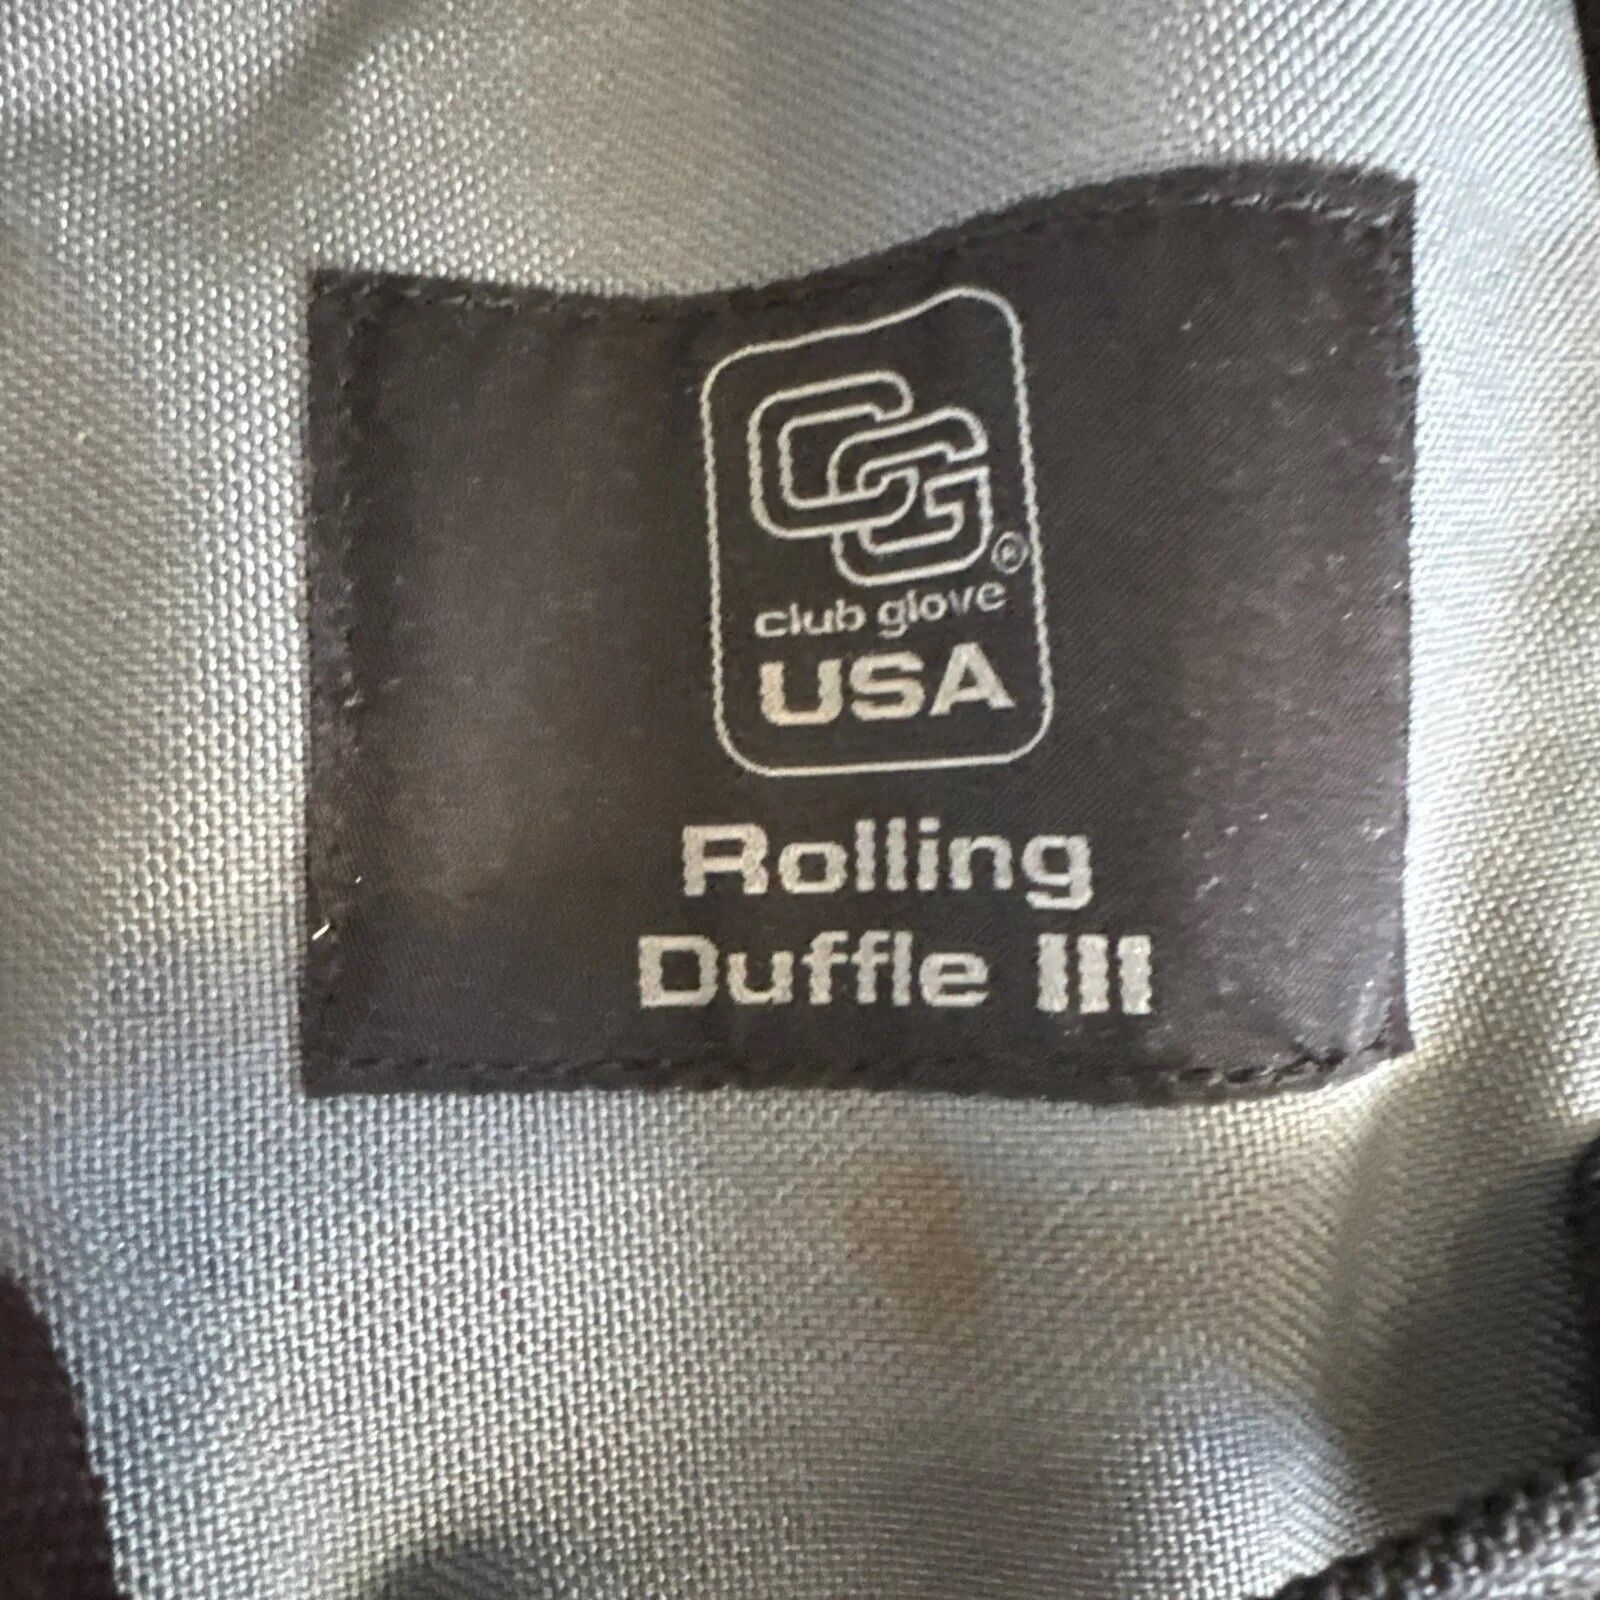 CG®
club glove
USA
Rolling
Duffle III